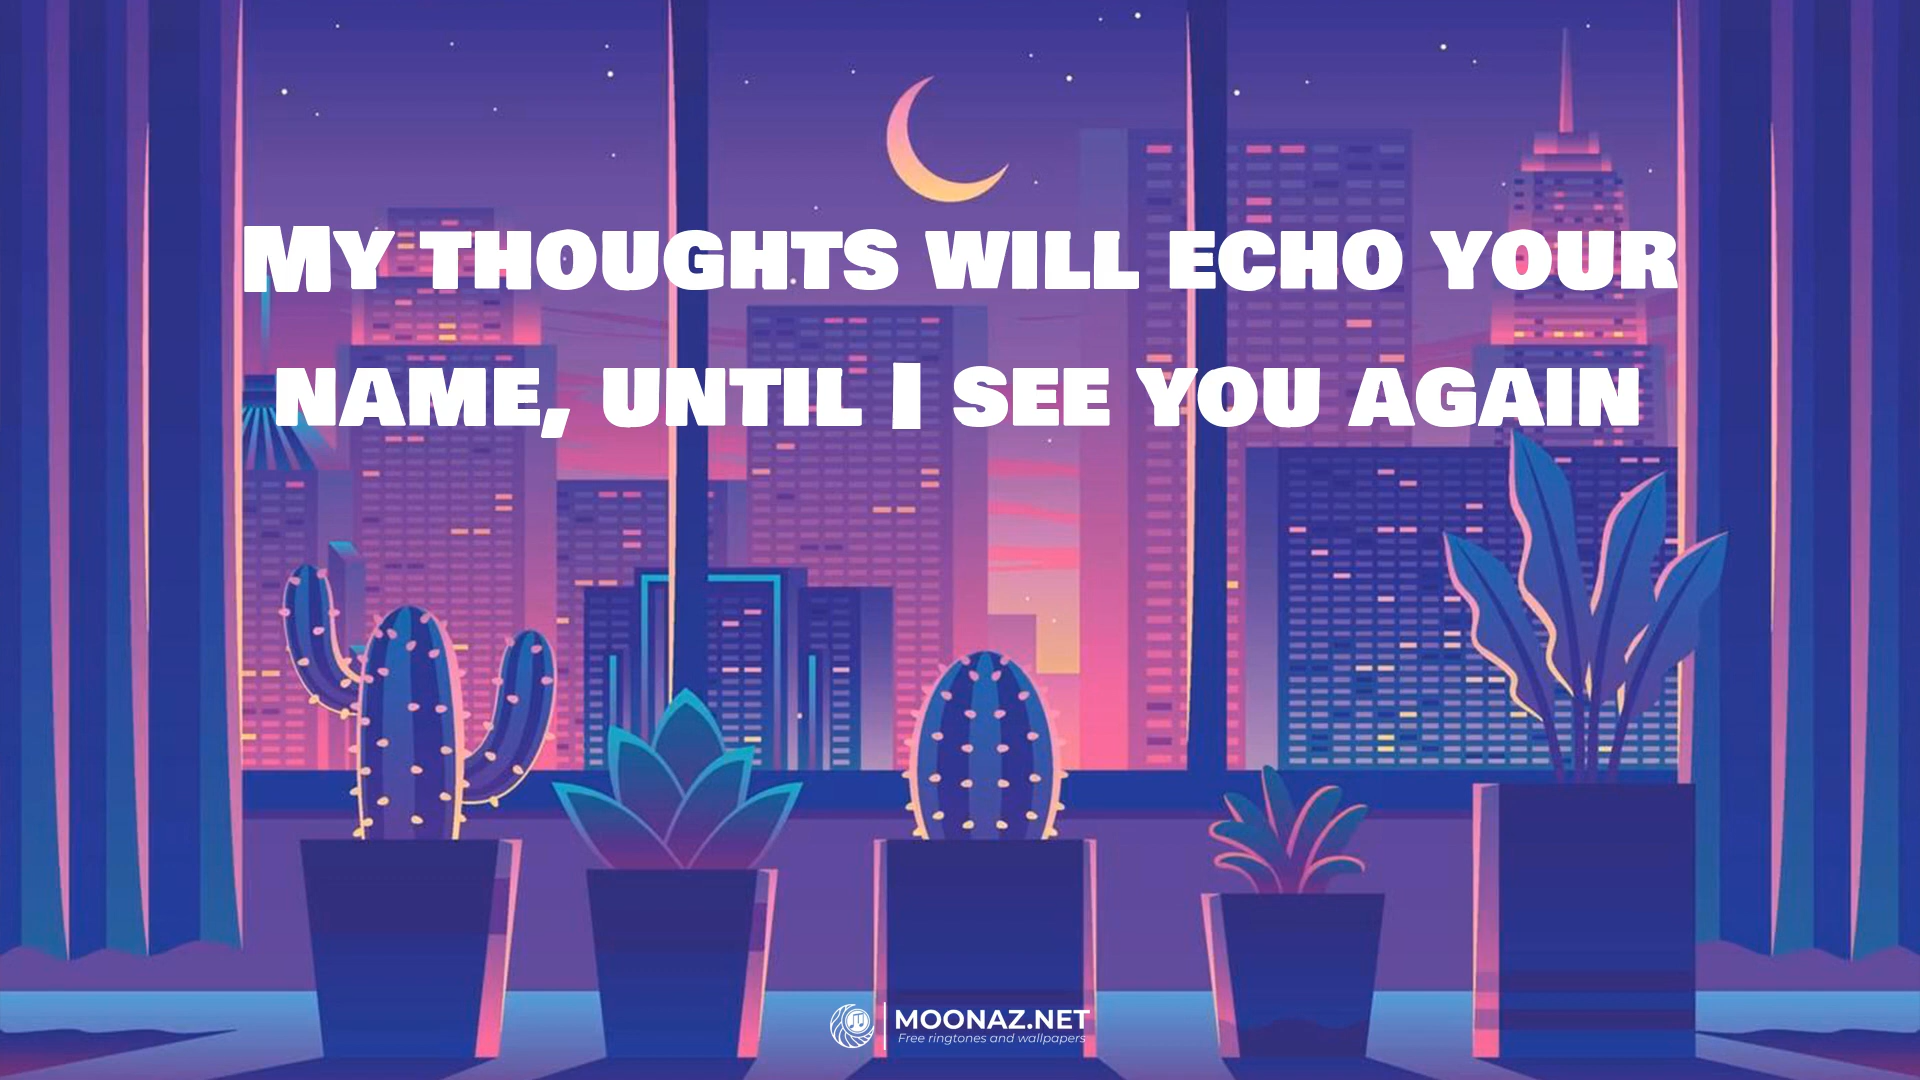 My thoughts will echo your
name, until I see you again
MOONAZ.NET
Free ringtones and wallpapers